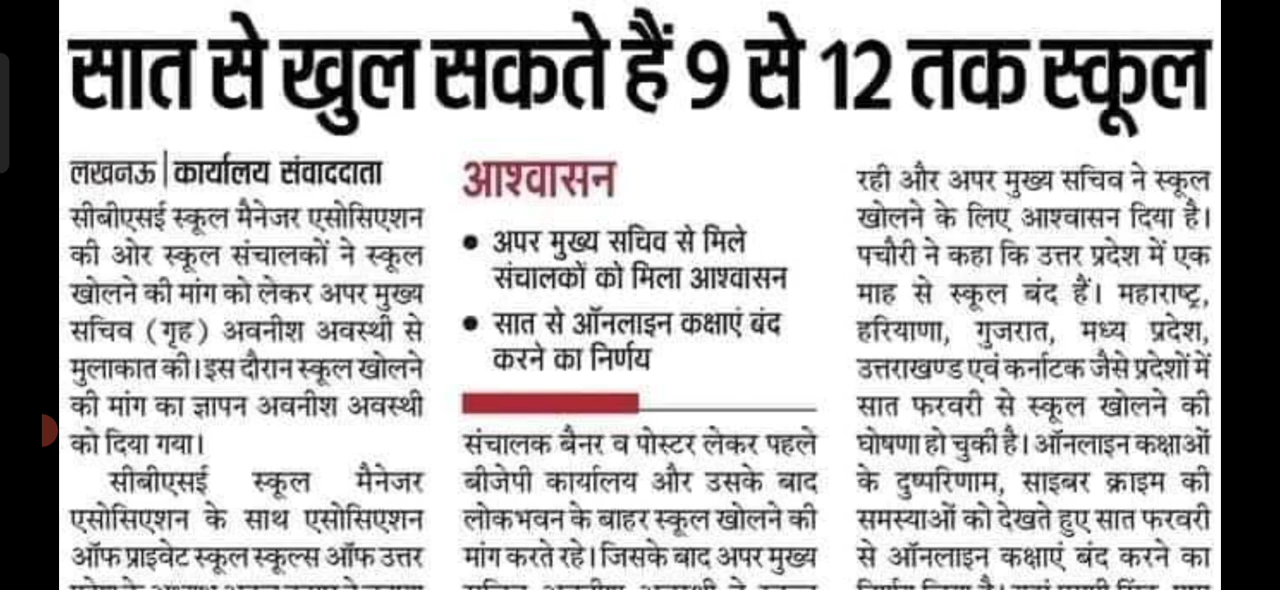 सात से खुल सकते हैं 9 से 12 तक स्कूल
लखनऊ | कार्यालय संवाददाता
सीबीएसई स्कूल मैनेजर एसोसिएशन
की ओर स्कूल संचालकों ने स्कूल
खोलने की मांग को लेकर अपर मुख्य
सचिव (गृह) अवनीश अवस्थी से
मुलाकात की। इस दौरान स्कूल खोलने
की मांग का ज्ञापन अवनीश अवस्थी
को दिया गया।
सीबीएसई स्कूल मैनेजर
एसोसिएशन के साथ एसोसिएशन
ऑफ प्राइवेट स्कूल स्कूल्स ऑफ उत्तर
आश्वासन
● अपर मुख्य सचिव से मिले
संचालकों को मिला आश्वासन
● सात से ऑनलाइन कक्षाएं बंद
करने का निर्णय
संचालक बैनर व पोस्टर लेकर पहले
बीजेपी कार्यालय और उसके बाद
लोकभवन के बाहर स्कूल खोलने की
मांग करते रहे। जिसके बाद अपर मुख्य
रही और अपर मुख्य सचिव ने स्कूल
खोलने के लिए आश्वासन दिया है।
पचौरी ने कहा कि उत्तर प्रदेश में एक
माह से स्कूल बंद हैं। महाराष्ट्र,
हरियाणा, गुजरात, मध्य प्रदेश,
उत्तराखण्ड एवं कर्नाटक जैसे प्रदेशों में
सात फरवरी से स्कूल खोलने की
घोषणा हो चुकी है। ऑनलाइन कक्षाओं
के दुष्परिणाम, साइबर क्राइम की
समस्याओं को देखते हुए सात फरवरी
से ऑनलाइन कक्षाएं बंद करने का